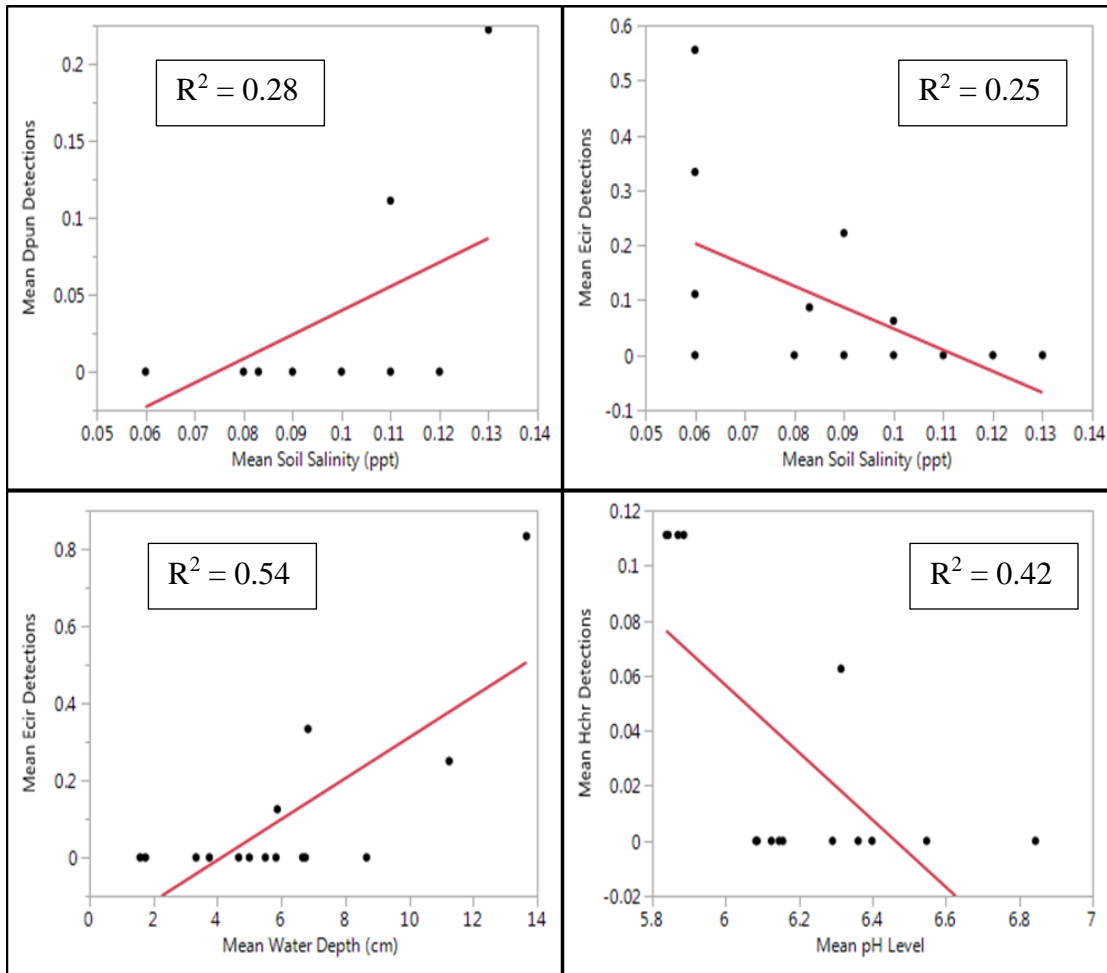 R² = 0.28
Mean Dpun Detections
0.2
0.15
0.1
0.05
0
0.05 0.06 0.07 0.08 0.09 0.1 0.11 0.12 0.13 0.14
Mean Soil Salinity (ppt)
R² = 0.25
Mean Ecir Detections
0.6
0.5
0.4
0.3
0.2
0.1
0
-0.1
0.05 0.06 0.07 0.08 0.09 0.1 0.11 0.12 0.13 0.14
Mean Soil Salinity (ppt)
R² = 0.54
Mean Ecir Detections
0.8
0.6
0.4
0.2
0
0 2 4 6 8 10 12 14
Mean Water Depth (cm)
R² = 0.42
Mean Hchr Detections
0.12
0.1
0.08
0.06
0.04
0.02
0
-0.02
5.8 6 6.2 6.4 6.6 6.8 7
Mean pH Level